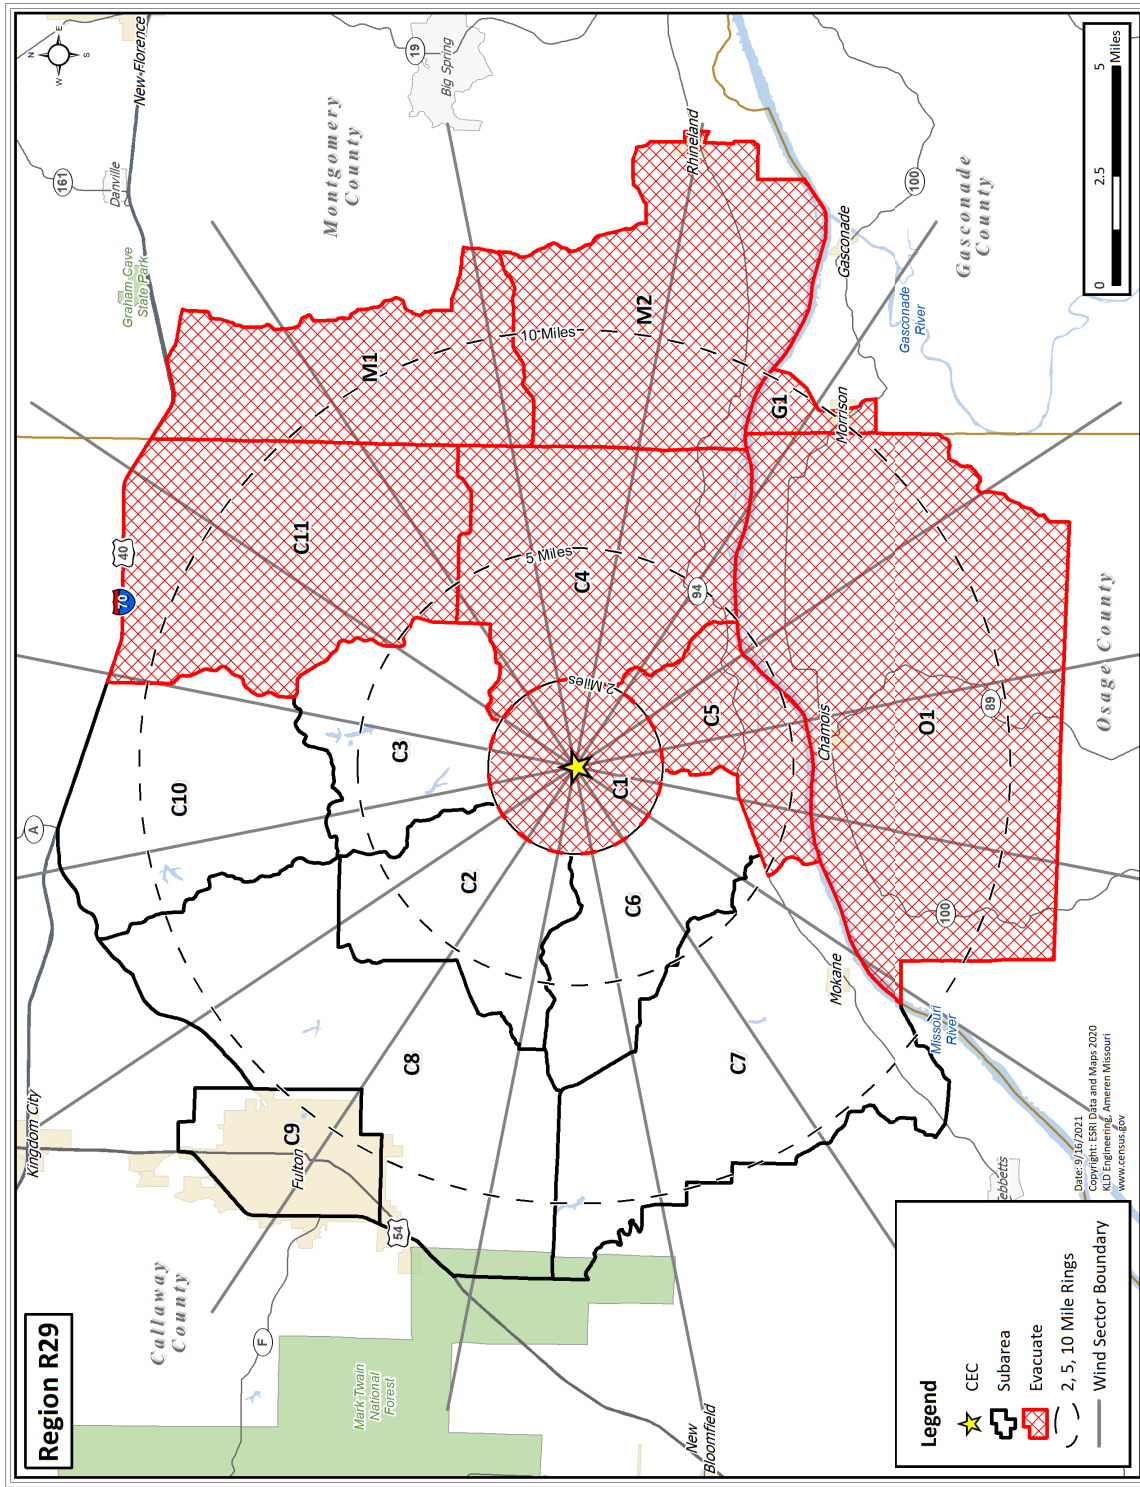 Region R29
Callaway
County
Montgomery
County
Gasconade
County
Osage County
Kingdom City
New Florence
Danville
Graham Cave
State Park
Big Spring
Rhineland
Gasconade
Gasconade
River
Morrison
Chamois
Mokane
Missouri
River
Tebbetts
New
Bloomfield
Fulton
Mark Twain
National
Forest
A
F
54
70
40
161
19
100
94
89
100
C1
C2
C3
C4
C5
C6
C7
C8
C9
C10
C11
M1
M2
G1
O1
2 Miles
5 Miles
10 Miles
N
E
S
W
Legend
CEC
Subarea
Evacuate
2, 5, 10 Mile Rings
Wind Sector Boundary
Date: 9/16/2021
Copyright: ESRI Data and Maps 2020
KLD Engineering, Ameren Missouri
www.census.gov
0
2.5
5
Miles